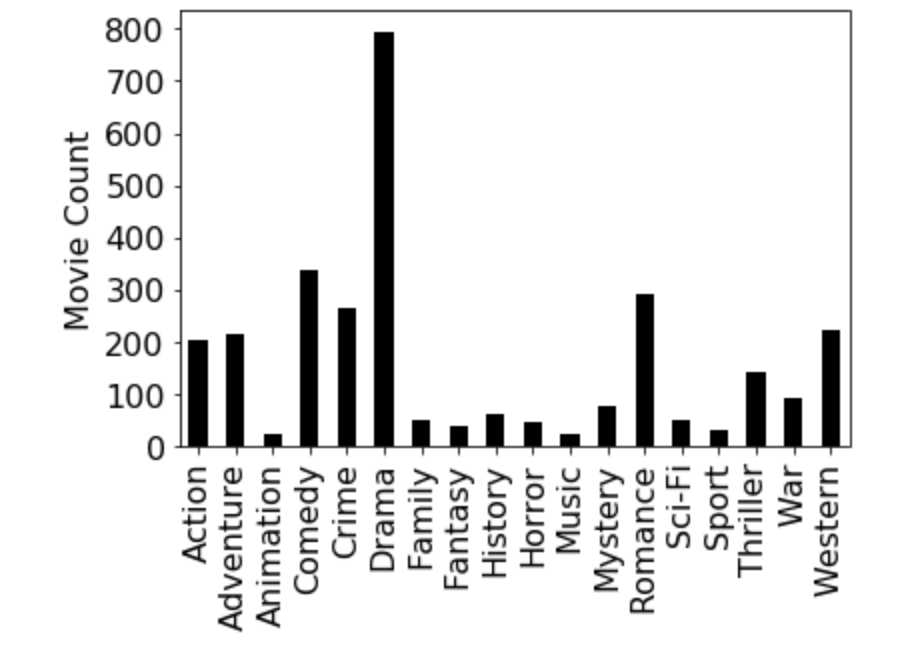 Movie Count
800
700
600
500
400
300
200
100
0
Action
Adventure
Animation
Comedy
Crime
Drama
Family
Fantasy
History
Horror
Music
Mystery
Romance
Sci-Fi
Sport
Thriller
War
Western